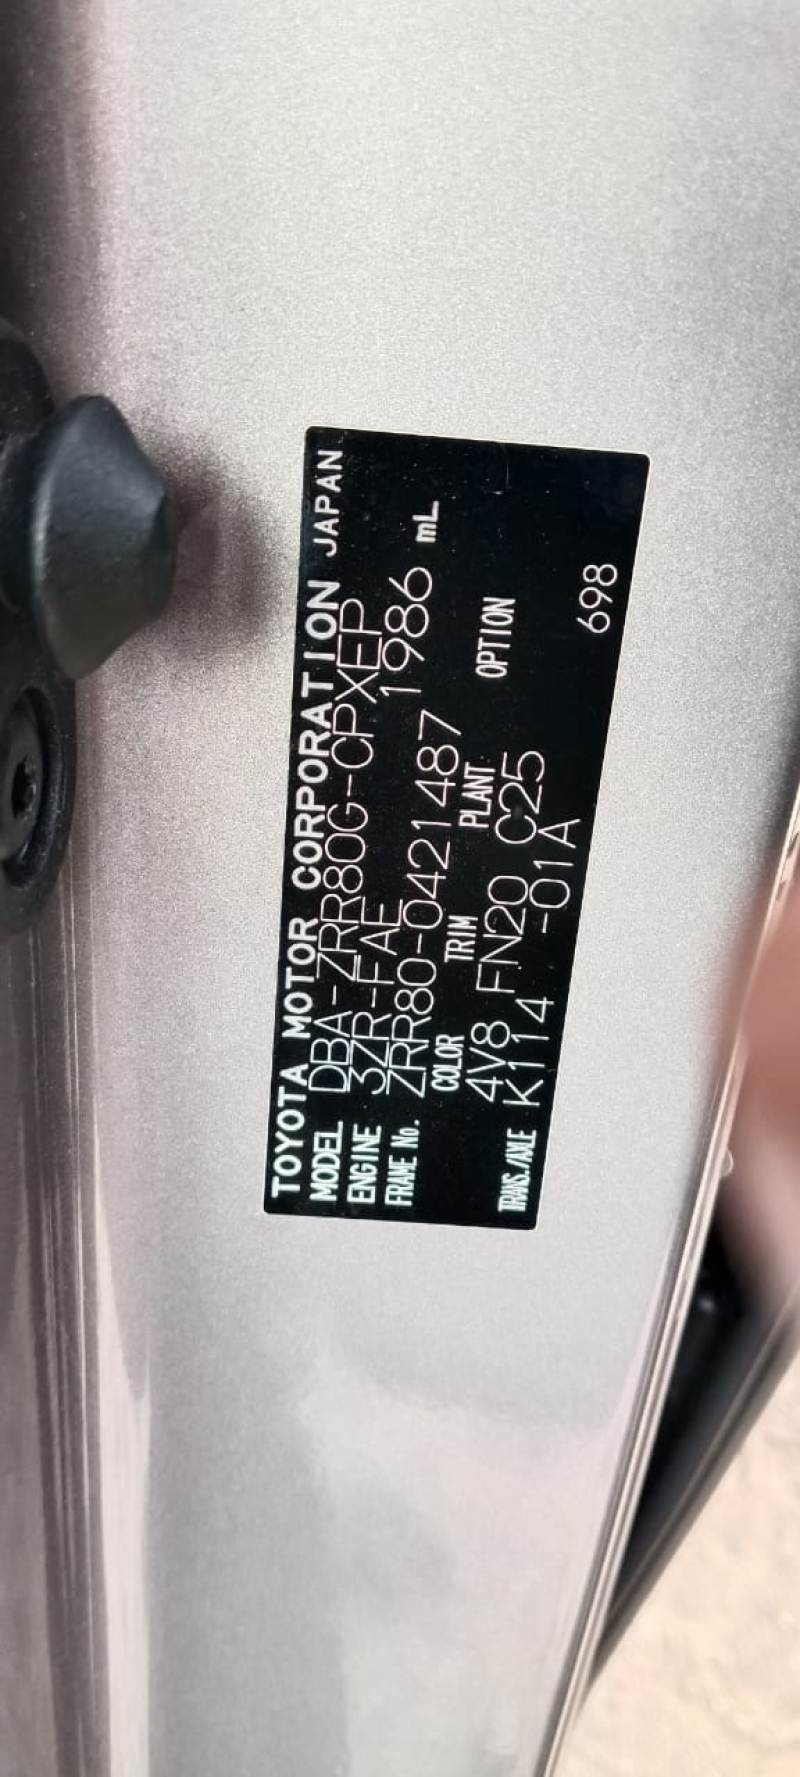 TOYOTA MOTOR CORPORATION JAPAN
MODEL DBA-ZRR80G-CPXEP
ENGINE 3ZR-FAE 1986 mL
FRAME No. ZRR80-0421487
COLOR TRIM PLANT OPTION
4V8 FN20 C25
TRANS./AXLE K114 -01A 698